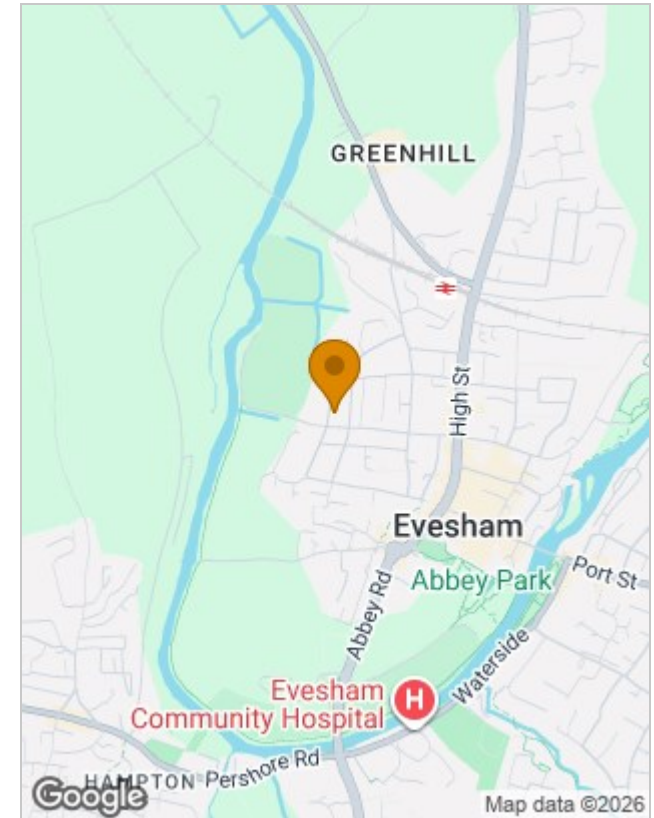 GREENHILL
High St
Evesham
Abbey Park
Port St
Abbey Rd
Waterside
Evesham
Community Hospital
H
HAMPTON
Pershore Rd
Google
Map data ©2026